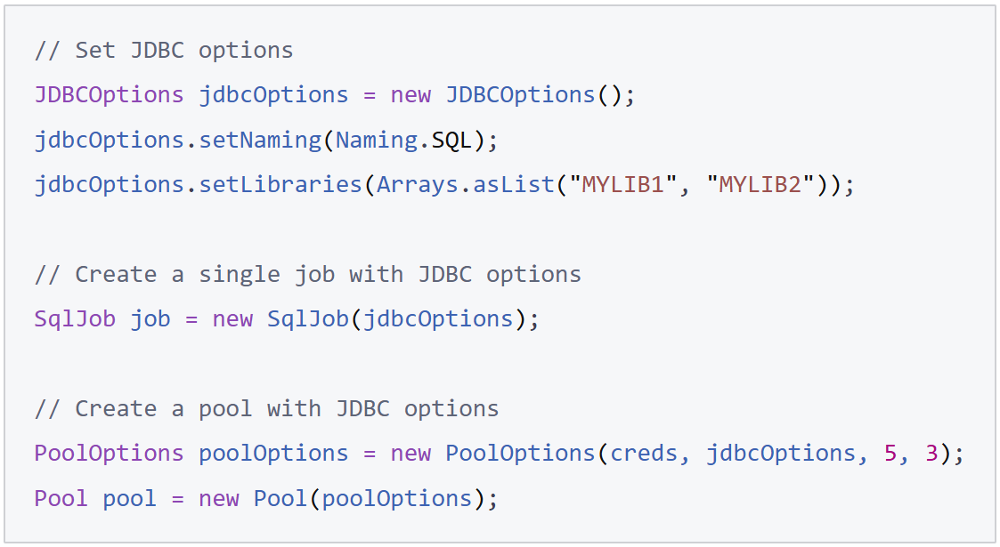 // Set JDBC options
JDBCOptions jdbcOptions = new JDBCOptions();
jdbcOptions.setNaming(Naming.SQL);
jdbcOptions.setLibraries(Arrays.asList("MYLIB1", "MYLIB2"));
// Create a single job with JDBC options
SqlJob job = new SqlJob(jdbcOptions);
// Create a pool with JDBC options
PoolOptions poolOptions = new PoolOptions(creds, jdbcOptions, 5, 3);
Pool pool = new Pool(poolOptions);